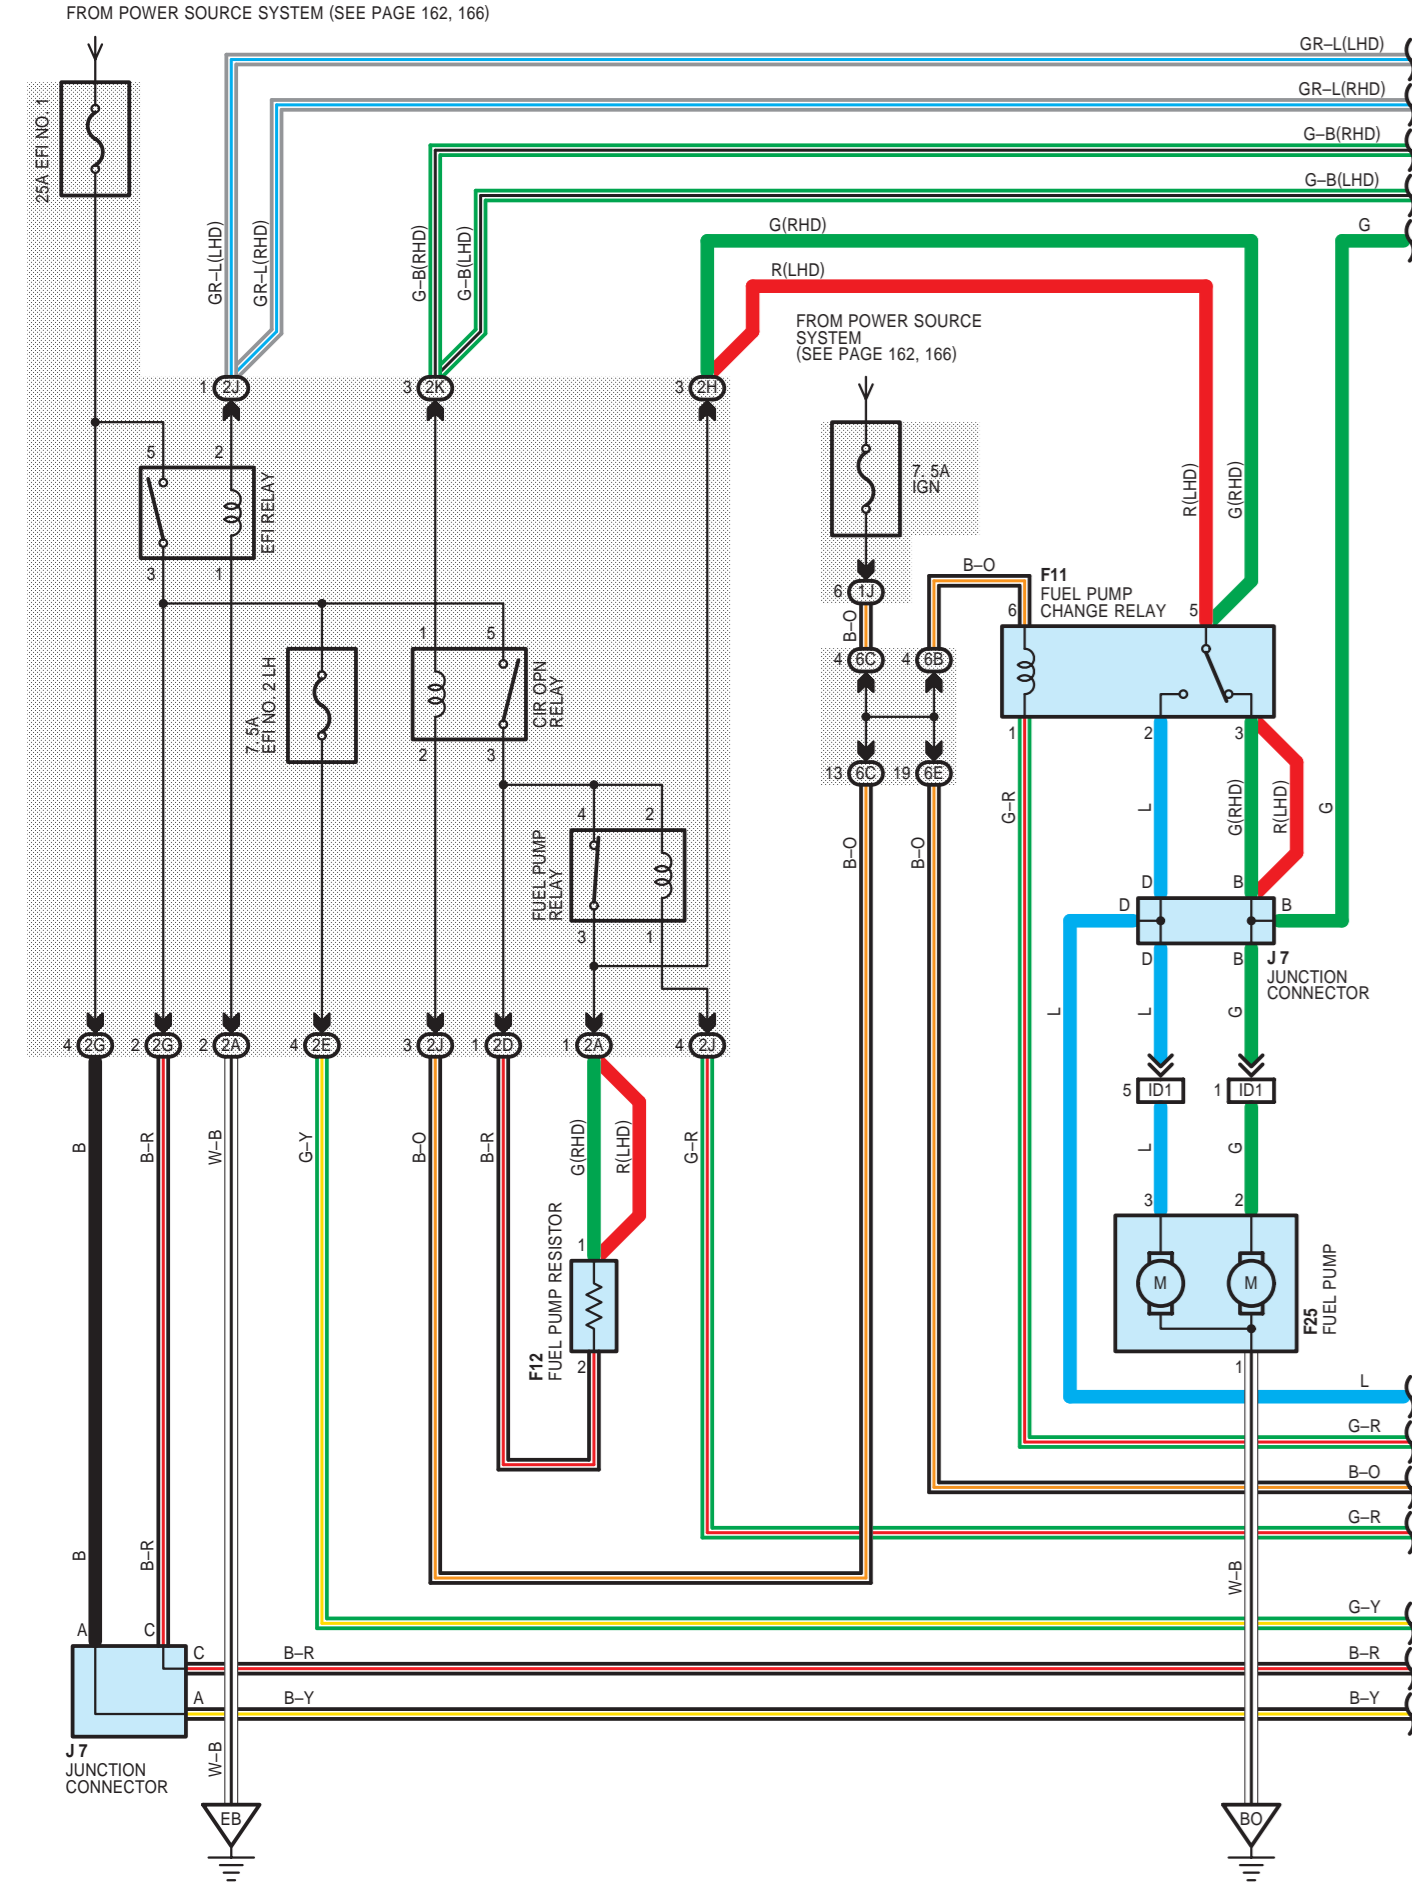 FROM POWER SOURCE SYSTEM (SEE PAGE 162, 166)
GR–L(LHD)
GR–L(RHD)
G–B(RHD)
G–B(LHD)
G(RHD)
G
R(LHD)
25A EFI NO. 1
GR–L(LHD)
GR–L(RHD)
G–B(RHD)
G–B(LHD)
FROM POWER SOURCE
SYSTEM
(SEE PAGE 162, 166)
1 2J
3 2K
3 2H
5 2
EFI RELAY
3 1
7. 5A
IGN
R(LHD)
G(RHD)
6 1J
B–O
B–O
F11
FUEL PUMP
CHANGE RELAY
6
5
1 5
4 6C
4 6B
7. 5A
EFI NO. 2 LH
CIR OPN
RELAY
2 3
1
2
3
13 6C
19 6E
G–R
L
G(RHD)
R(LHD)
G
4 2
FUEL PUMP
RELAY
3 1
B–O
B–O
D
B
D
B
D
B
J 7
JUNCTION
CONNECTOR
L
L
G
4 2G
2 2G
2 2A
4 2E
3 2J
1 2D
1 2A
4 2J
5 ID1
1 ID1
B
B–R
W–B
G–Y
B–O
B–R
G(RHD)
R(LHD)
G–R
L
G
3
2
1
F12
FUEL PUMP RESISTOR
2
M
M
F25
FUEL PUMP
1
L
G–R
B–O
G–R
B
B–R
W–B
G–Y
A
C
C
B–R
B–R
A
B–Y
B–Y
J 7
JUNCTION
CONNECTOR
W–B
EB
BO